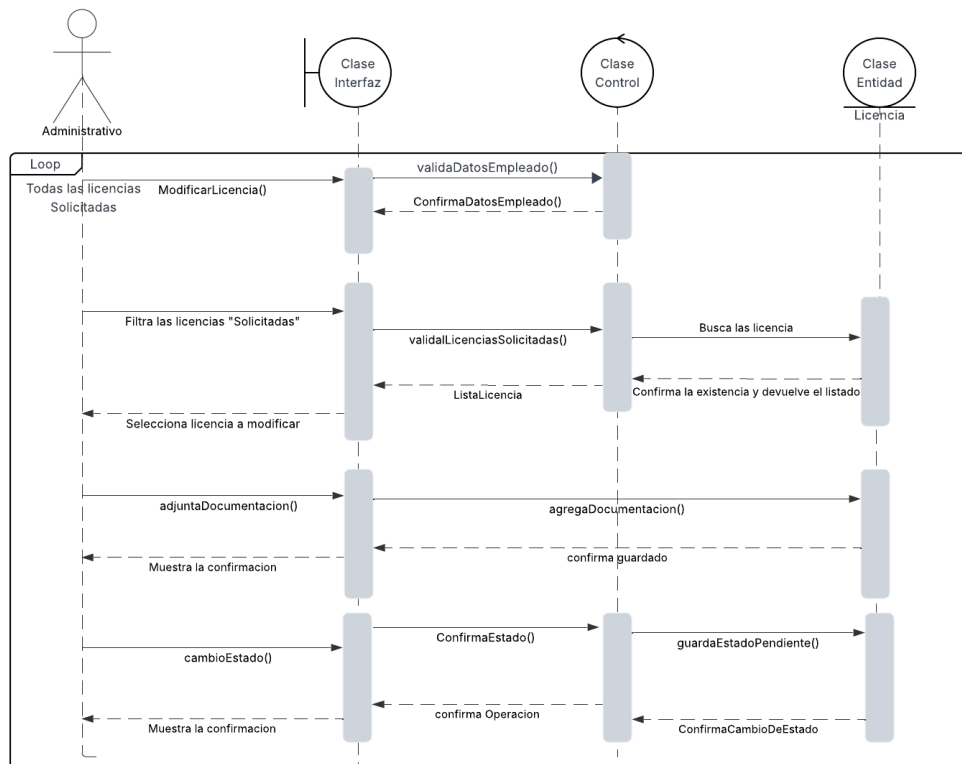 Clase
Interfaz
Clase
Control
Clase
Entidad
Licencia
Administrativo
Loop
Todas las licencias
Solicitadas
ModificarLicencia()
validaDatosEmpleado()
ConfirmaDatosEmpleado()
Filtra las licencias "Solicitadas"
validalLicenciasSolicitadas()
Busca las licencia
Confirma la existencia y devuelve el listado
ListaLicencia
Selecciona licencia a modificar
adjuntaDocumentacion()
agregaDocumentacion()
confirma guardado
Muestra la confirmacion
cambioEstado()
ConfirmaEstado()
guardaEstadoPendiente()
confirma Operacion
ConfirmaCambioDeEstado
Muestra la confirmacion